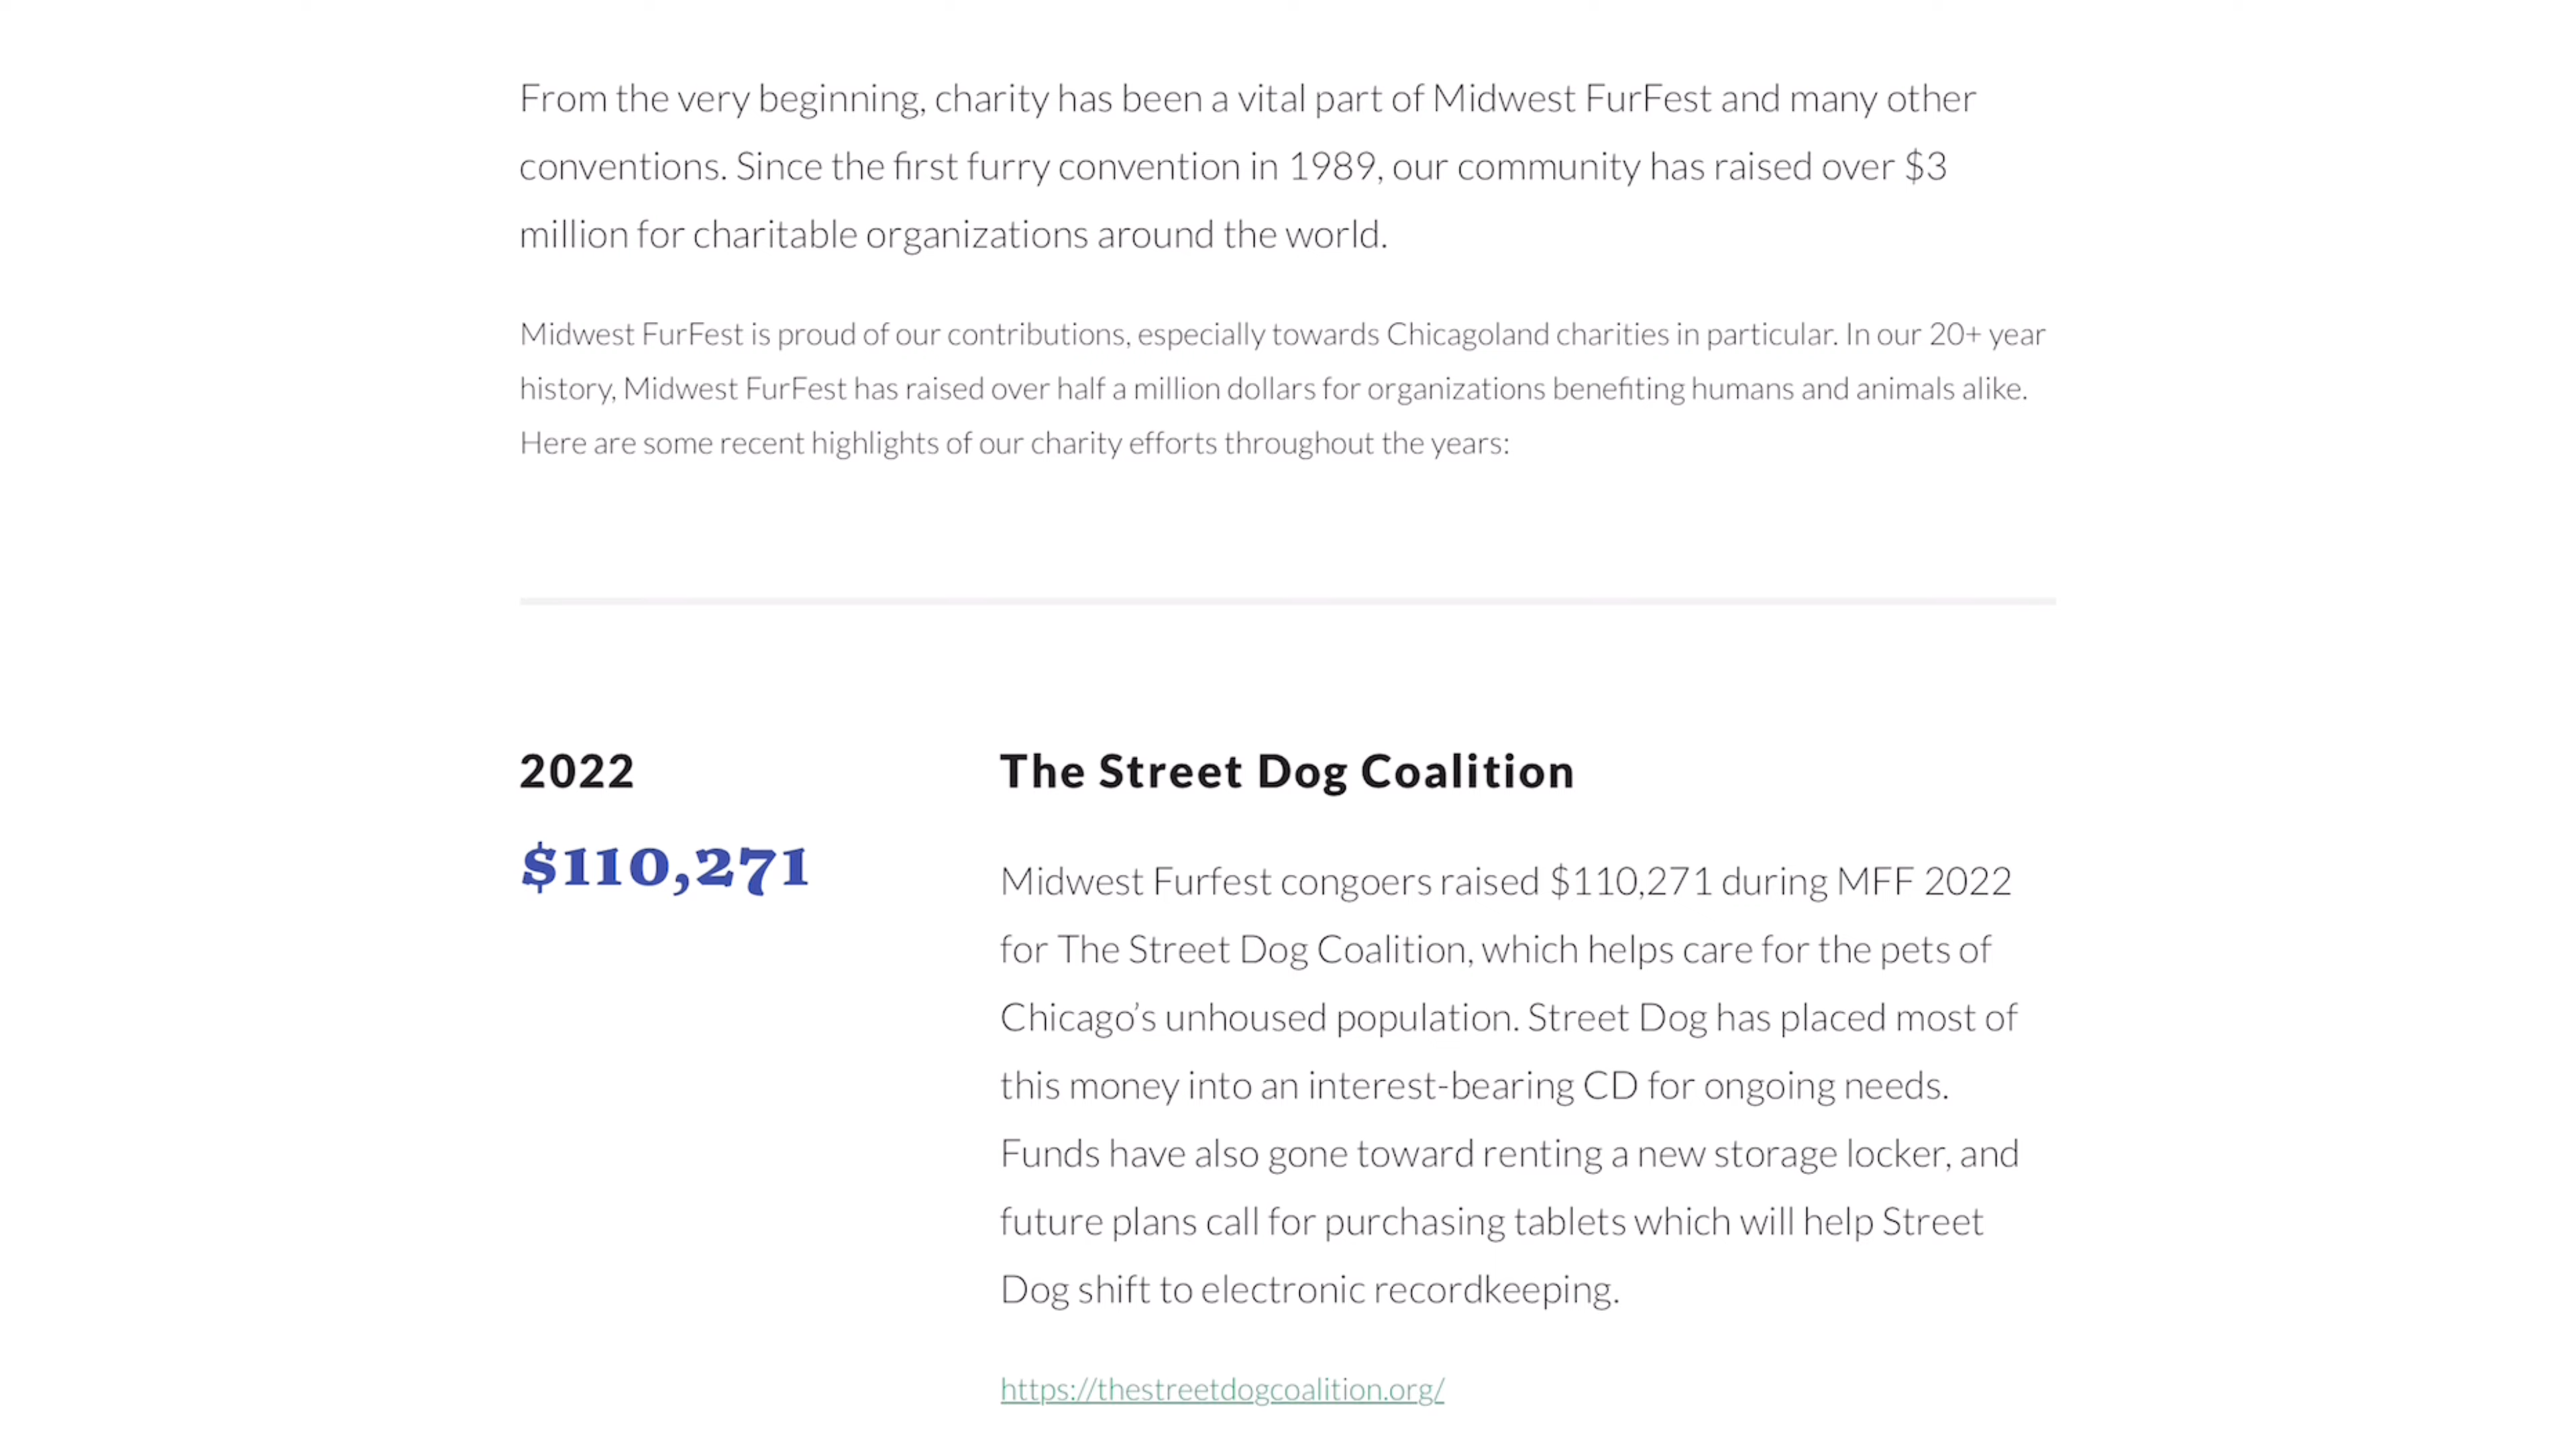 From the very beginning, charity has been a vital part of Midwest FurFest and many other
conventions. Since the first furry convention in 1989, our community has raised over $3
million for charitable organizations around the world.
Midwest FurFest is proud of our contributions, especially towards Chicagoland charities in particular. In our 20+ year
history, Midwest FurFest has raised over half a million dollars for organizations benefiting humans and animals alike.
Here are some recent highlights of our charity efforts throughout the years:
2022
$110,271
The Street Dog Coalition
Midwest Furfest congoers raised $110,271 during MFF 2022
for The Street Dog Coalition, which helps care for the pets of
Chicago’s unhoused population. Street Dog has placed most of
this money into an interest-bearing CD for ongoing needs.
Funds have also gone toward renting a new storage locker, and
future plans call for purchasing tablets which will help Street
Dog shift to electronic recordkeeping.
https://thestreetdogcoalition.org/